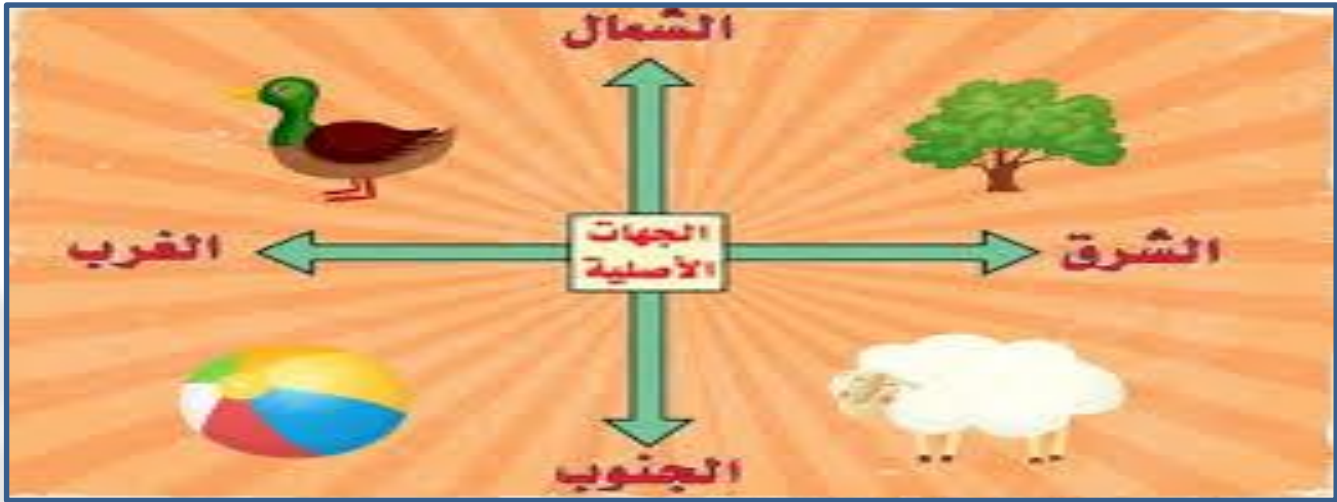 الشمال
الشرق
الجهات
الأصلية
الغرب
الجنوب